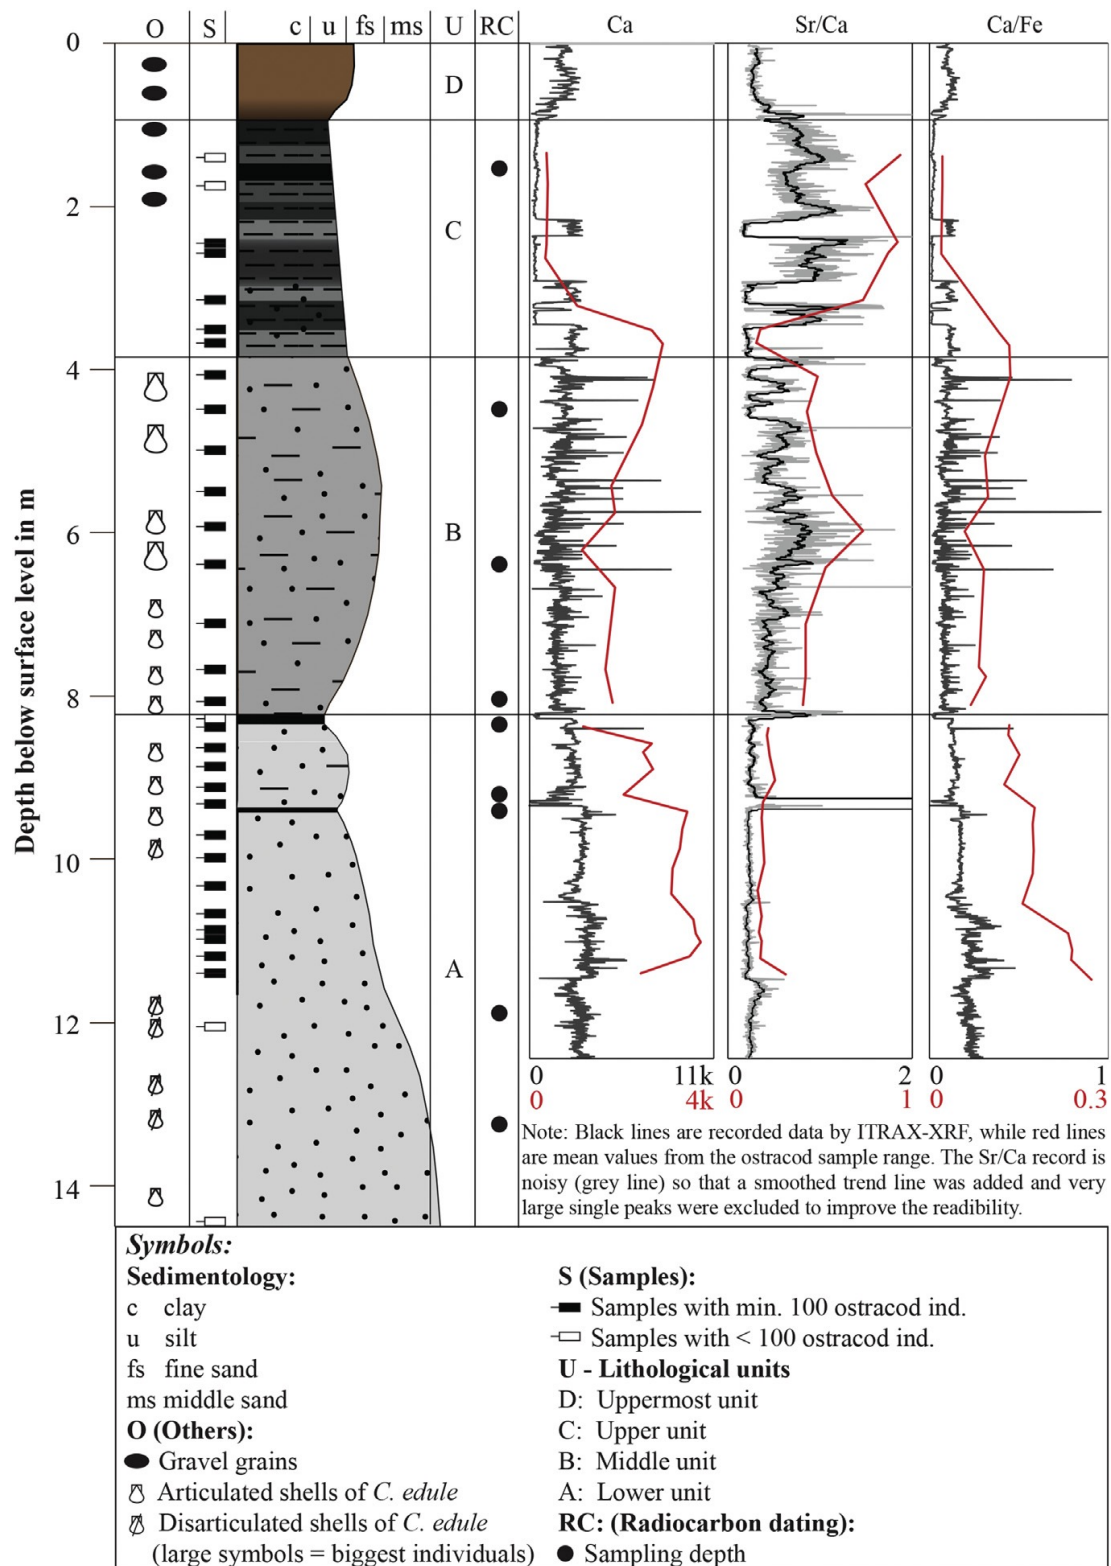 O S c u fs ms U RC Ca Sr/Ca Ca/Fe
0
D
2
C
4
6
B
8
10
A
12
14
Depth below surface level in m
0 11k 0 2 0 1
0 4k 0 1 0 0.3
Note: Black lines are recorded data by ITRAX-XRF, while red lines
are mean values from the ostracod sample range. The Sr/Ca record is
noisy (grey line) so that a smoothed trend line was added and very
large single peaks were excluded to improve the readibility.
Symbols:
Sedimentology:
c clay
u silt
fs fine sand
ms middle sand
O (Others):
Gravel grains
Articulated shells of C. edule
Disarticulated shells of C. edule
(large symbols = biggest individuals)
S (Samples):
Samples with min. 100 ostracod ind.
Samples with < 100 ostracod ind.
U - Lithological units
D: Uppermost unit
C: Upper unit
B: Middle unit
A: Lower unit
RC: (Radiocarbon dating):
Sampling depth